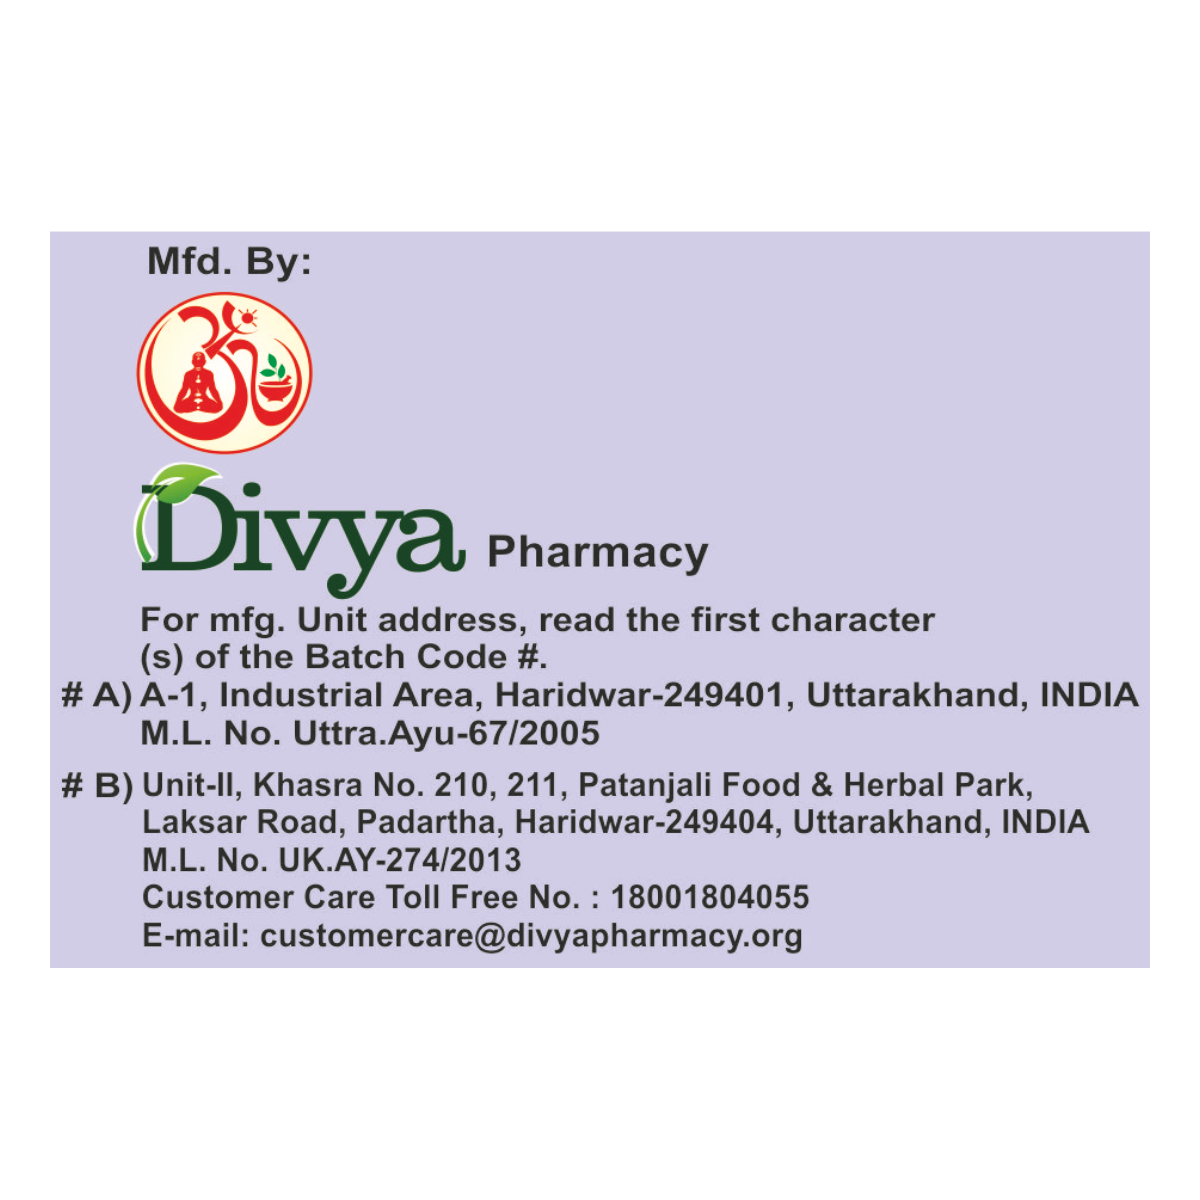 Mfd. By:
Divya Pharmacy
For mfg. Unit address, read the first character
(s) of the Batch Code #.
# A) A-1, Industrial Area, Haridwar-249401, Uttarakhand, INDIA
M.L. No. Uttra.Ayu-67/2005
# B) Unit-II, Khasra No. 210, 211, Patanjali Food & Herbal Park,
Laksar Road, Padartha, Haridwar-249404, Uttarakhand, INDIA
M.L. No. UK.AY-274/2013
Customer Care Toll Free No. : 18001804055
E-mail: customercare@divyapharmacy.org